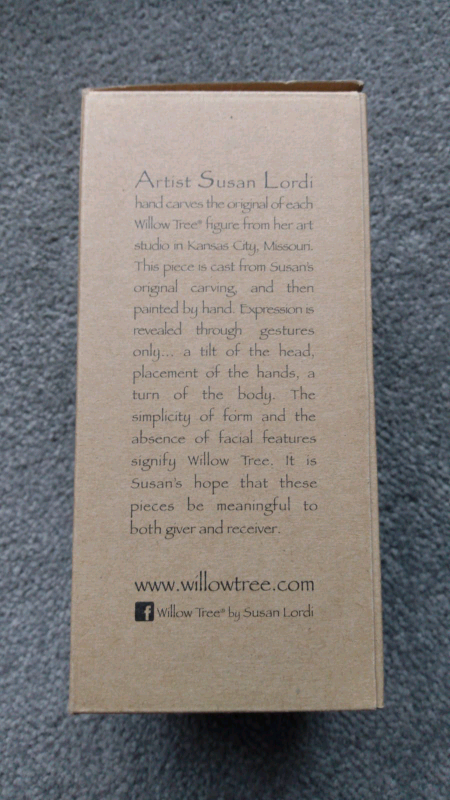 Artist Susan Lordi
hand carves the original of each
Willow Tree® figure from her art
studio in Kansas City, Missouri.
This piece is cast from Susan's
original carving, and then
painted by hand. Expression is
revealed through gestures
only... a tilt of the head,
placement of the hands, a
turn of the body. The
simplicity of form and the
absence of facial features
signify Willow Tree. It is
Susan's hope that these
pieces be meaningful to
both giver and receiver.
www.willowtree.com
f Willow Tree® by Susan Lordi